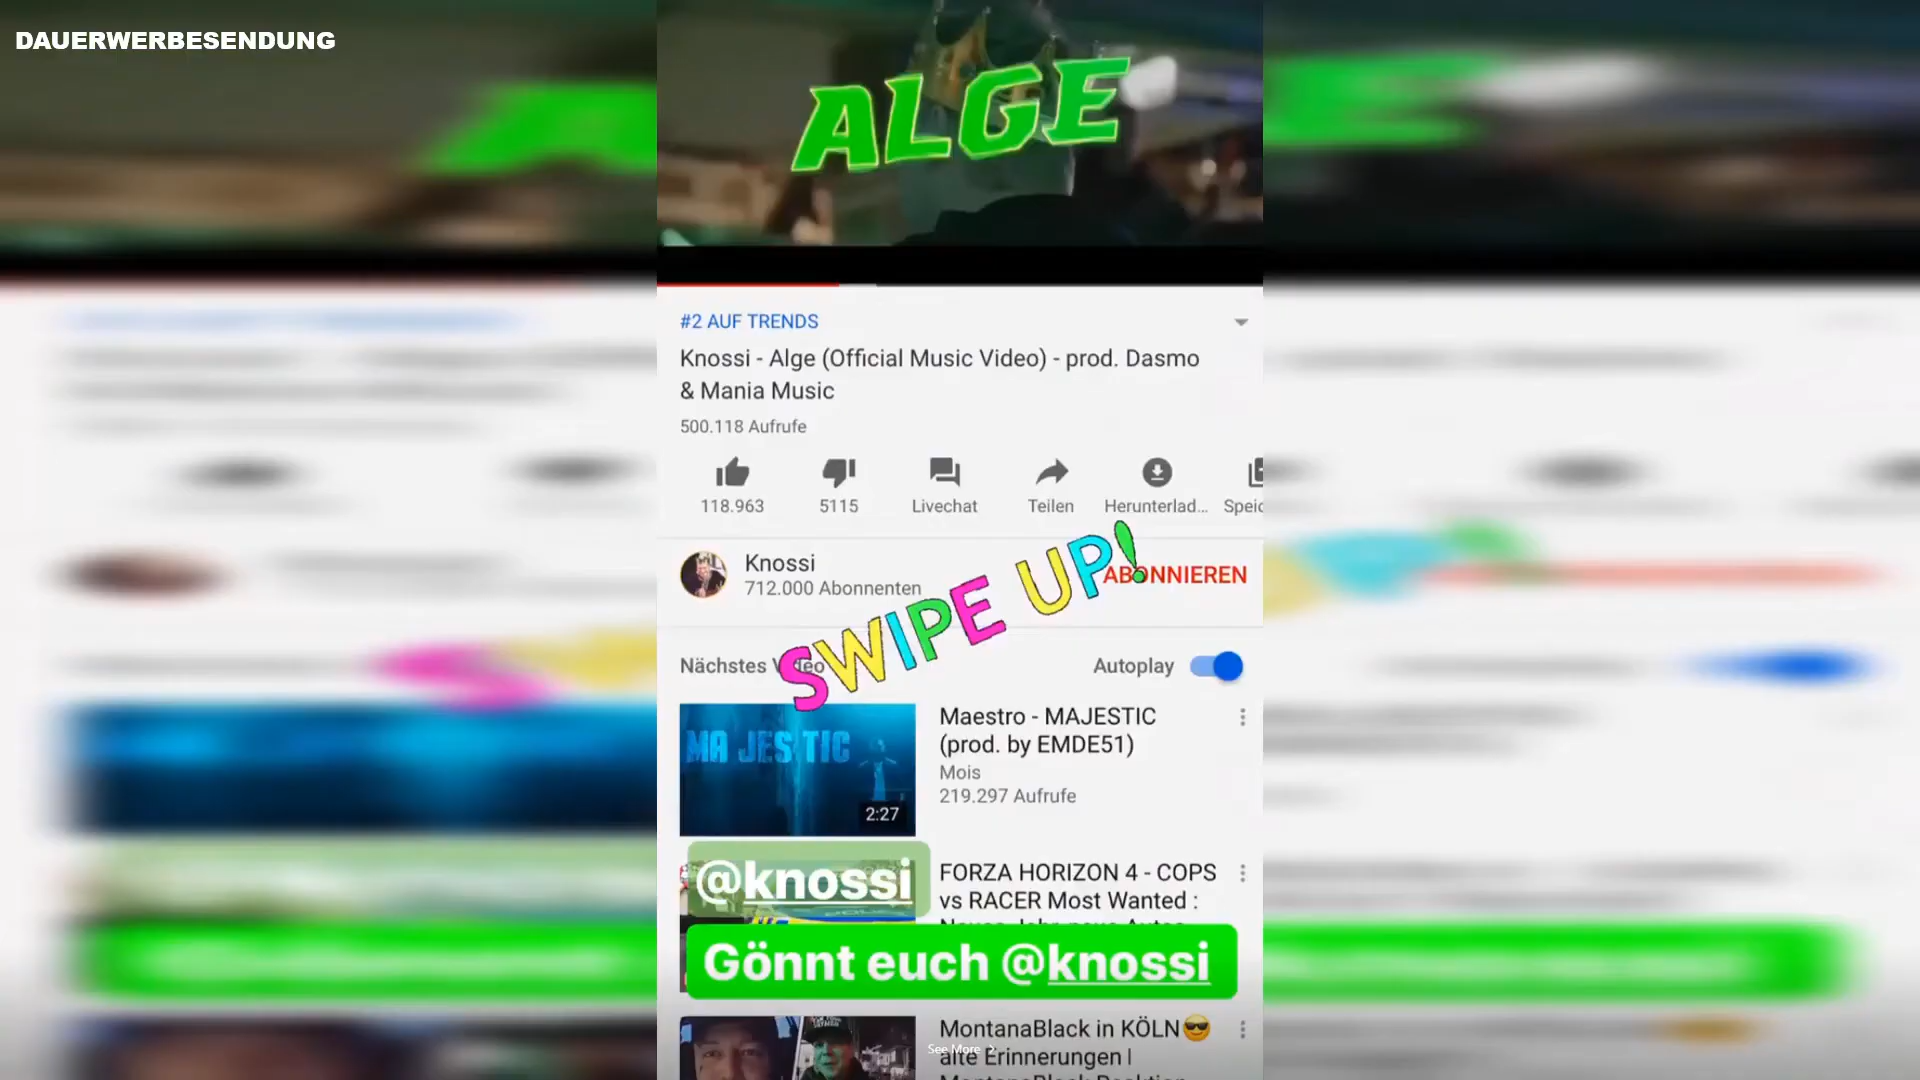 DAUERWERBESENDUNG
ALGE
#2 AUF TRENDS
Knossi - Alge (Official Music Video) - prod. Dasmo
& Mania Music
500.118 Aufrufe
118.963
5115
Livechat
Teilen
Herunterlad...
Speic
Knossi
712.000 Abonnenten
ABONNIEREN
SWIPE UP!
Nächstes Video
Autoplay
MAJESTIC
2:27
Maestro - MAJESTIC
(prod. by EMDE51)
Mois
219.297 Aufrufe
@knossi
FORZA HORIZON 4 - COPS
vs RACER Most Wanted :
Gönnt euch @knossi
MontanaBlack in KÖLN😎
alte Erinnerungen |
See More